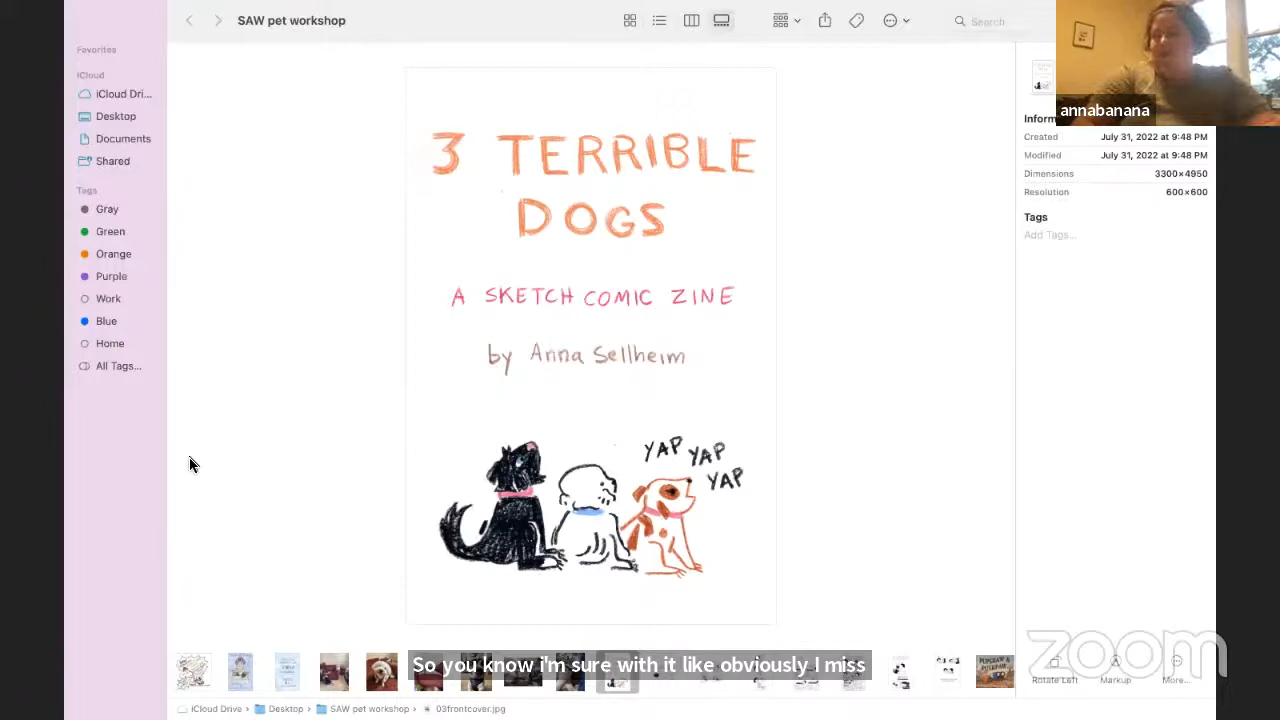 SAW pet workshop
Search
annabanana
Favorites
iCloud
iCloud Dri...
Desktop
Documents
Shared
Tags
Gray
Green
Orange
Purple
Work
Blue
Home
All Tags...
3 TERRIBLE
DOGS
A SKETCH COMIC ZINE
by Anna Sellheim
YAP YAP
YAP
Created July 31, 2022 at 9:48 PM
Modified July 31, 2022 at 9:48 PM
Dimensions 3300×4950
Resolution 600×600
Tags
Add Tags...
So you know i'm sure with it like obviously I miss
zoom
Rotate Left Markup More...
iCloud Drive › Desktop › SAW pet workshop › 03frontcover.jpg